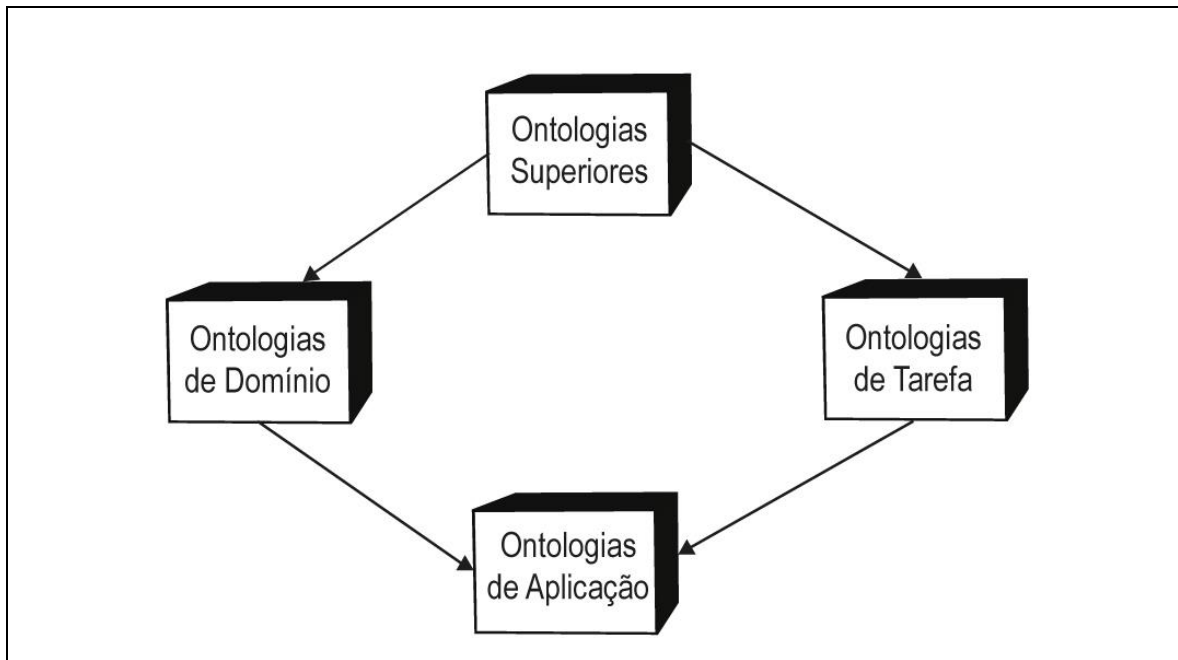 Ontologias
Superiores
Ontologias
de Domínio
Ontologias
de Tarefa
Ontologias
de Aplicação